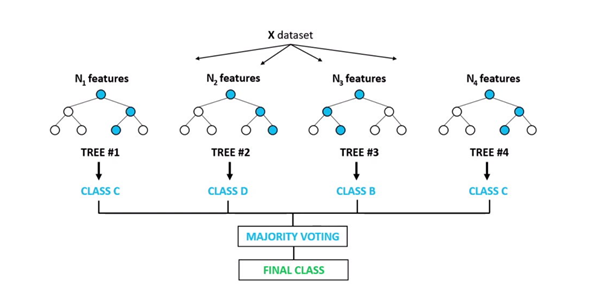 X dataset
N1 features N2 features N3 features N4 features
TREE #1 TREE #2 TREE #3 TREE #4
CLASS C CLASS D CLASS B CLASS C
MAJORITY VOTING
FINAL CLASS